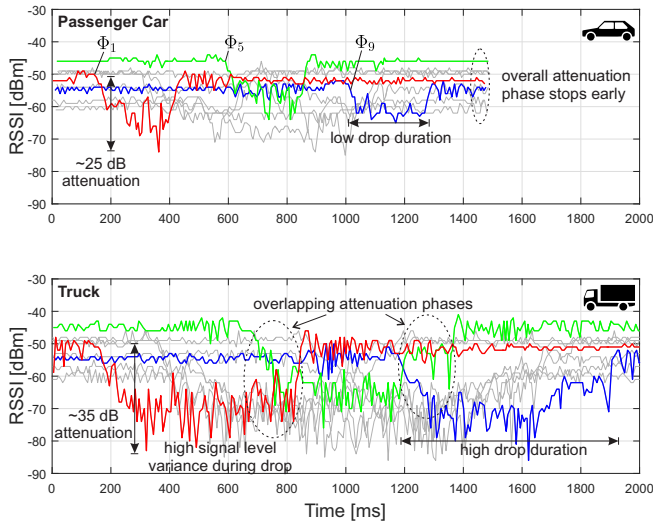 Passenger Car
Φ1
Φ5
Φ9
overall attenuation
phase stops early
low drop duration
~25 dB
attenuation
RSSI [dBm]
-30
-40
-50
-60
-70
-80
-90
0
200
400
600
800
1000
1200
1400
1600
1800
2000
Truck
overlapping attenuation phases
~35 dB
attenuation
high signal level
variance during drop
high drop duration
RSSI [dBm]
-30
-40
-50
-60
-70
-80
-90
0
200
400
600
800
1000
1200
1400
1600
1800
2000
Time [ms]